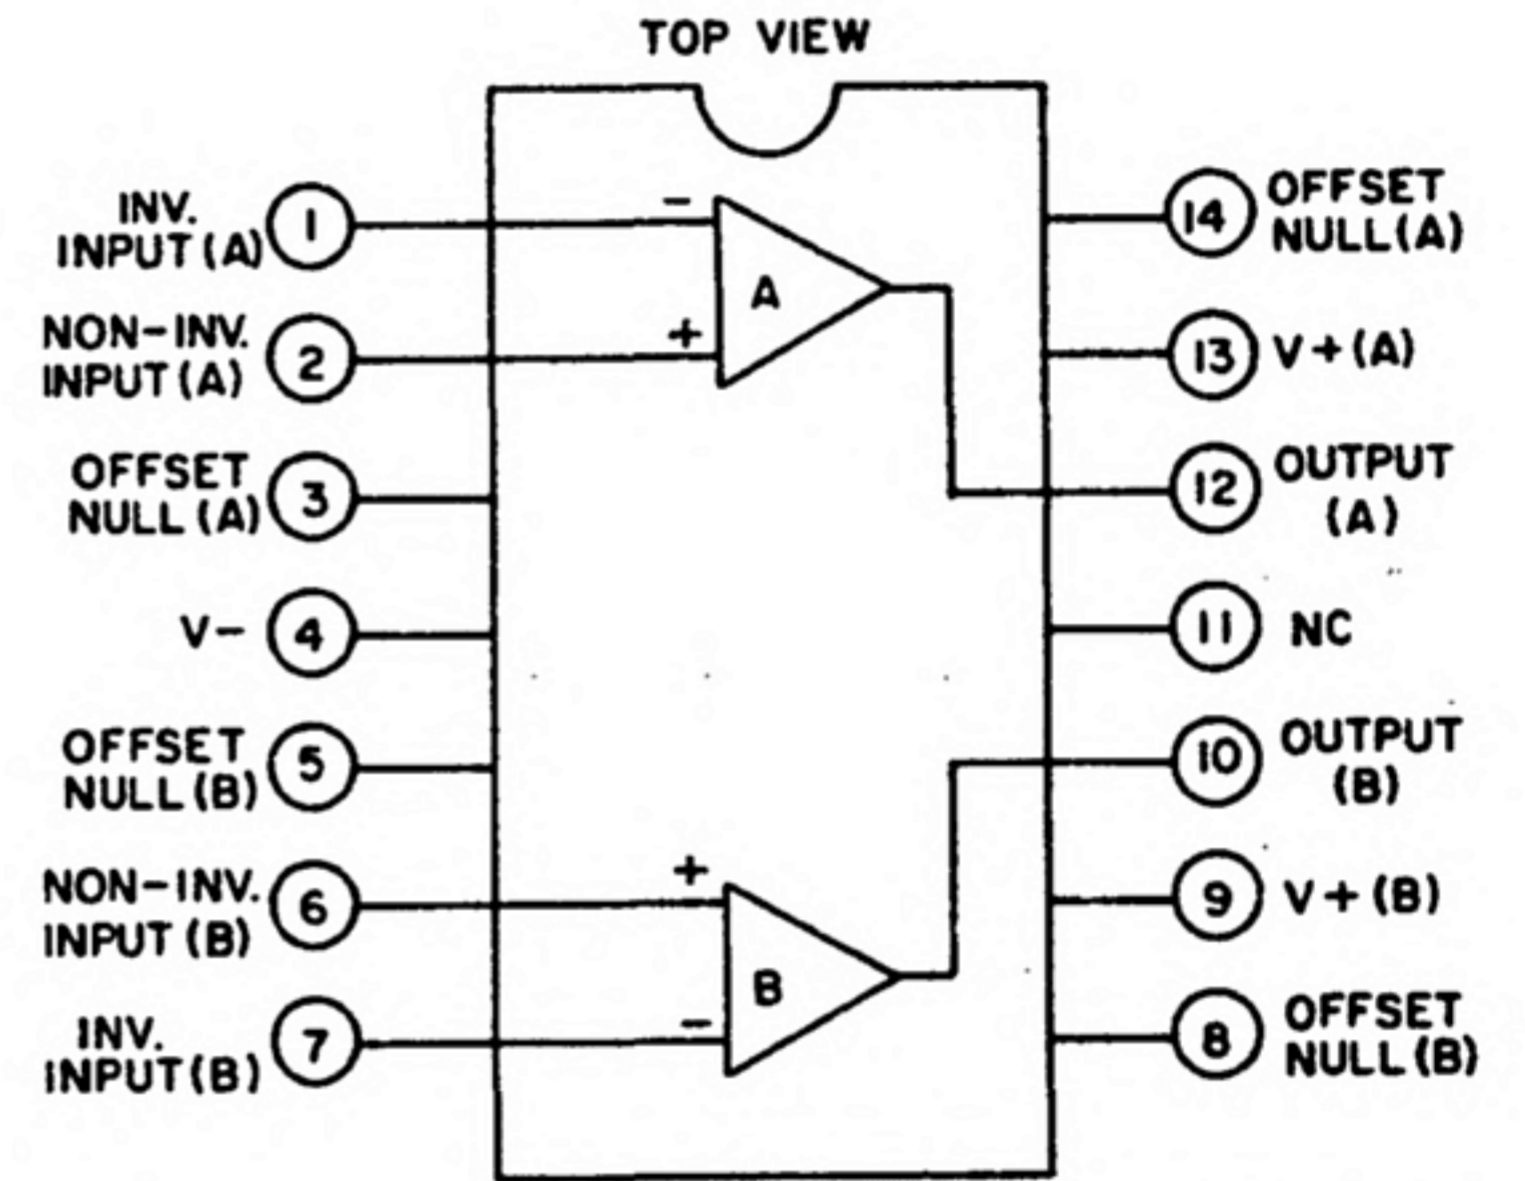 TOP VIEW
INV.
INPUT (A)
1
NON-INV.
INPUT (A)
2
OFFSET
NULL (A)
3
V-
4
OFFSET
NULL (B)
5
NON-INV.
INPUT (B)
6
INV.
INPUT (B)
7
-
+
A
+
-
B
14
OFFSET
NULL (A)
13
V+ (A)
12
OUTPUT
(A)
11
NC
10
OUTPUT
(B)
9
V+ (B)
8
OFFSET
NULL (B)